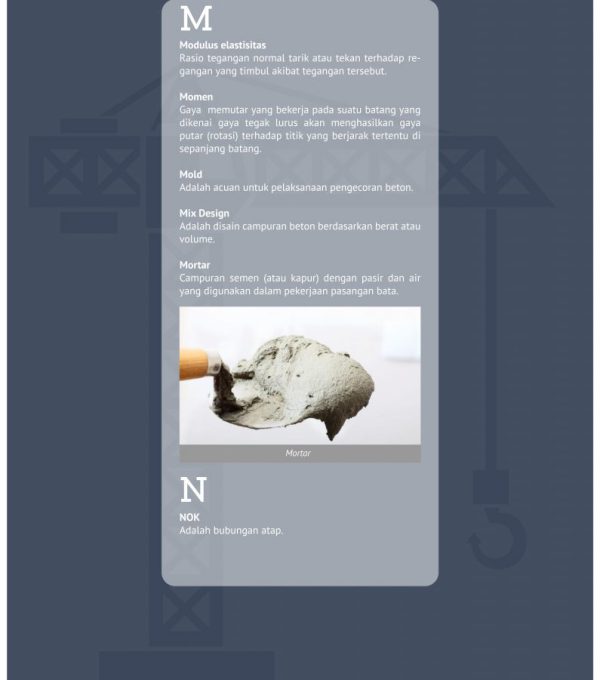 M
Modulus elastisitas
Rasio tegangan normal tarik atau tekan terhadap re-
gangan yang timbul akibat tegangan tersebut.
Momen
Gaya memutar yang bekerja pada suatu batang yang
dikenai gaya tegak lurus akan menghasilkan gaya
putar (rotasi) terhadap titik yang berjarak tertentu di
sepanjang batang.
Mold
Adalah acuan untuk pelaksanaan pengecoran beton.
Mix Design
Adalah disain campuran beton berdasarkan berat atau
volume.
Mortar
Campuran semen (atau kapur) dengan pasir dan air
yang digunakan dalam pekerjaan pasangan bata.
Mortar
N
NOK
Adalah bubungan atap.